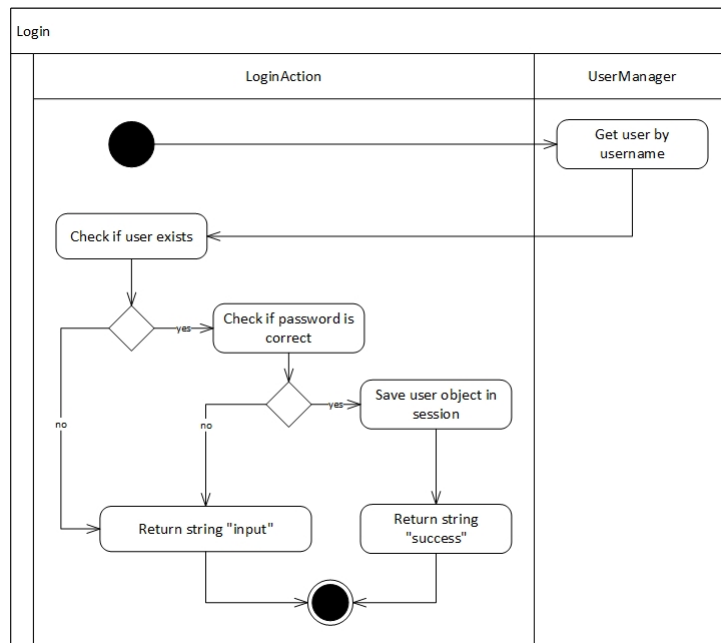 Login
LoginAction
UserManager
Get user by
username
Check if user exists
yes
Check if password is
correct
yes
Save user object in
session
no
no
Return string "input"
Return string
"success"